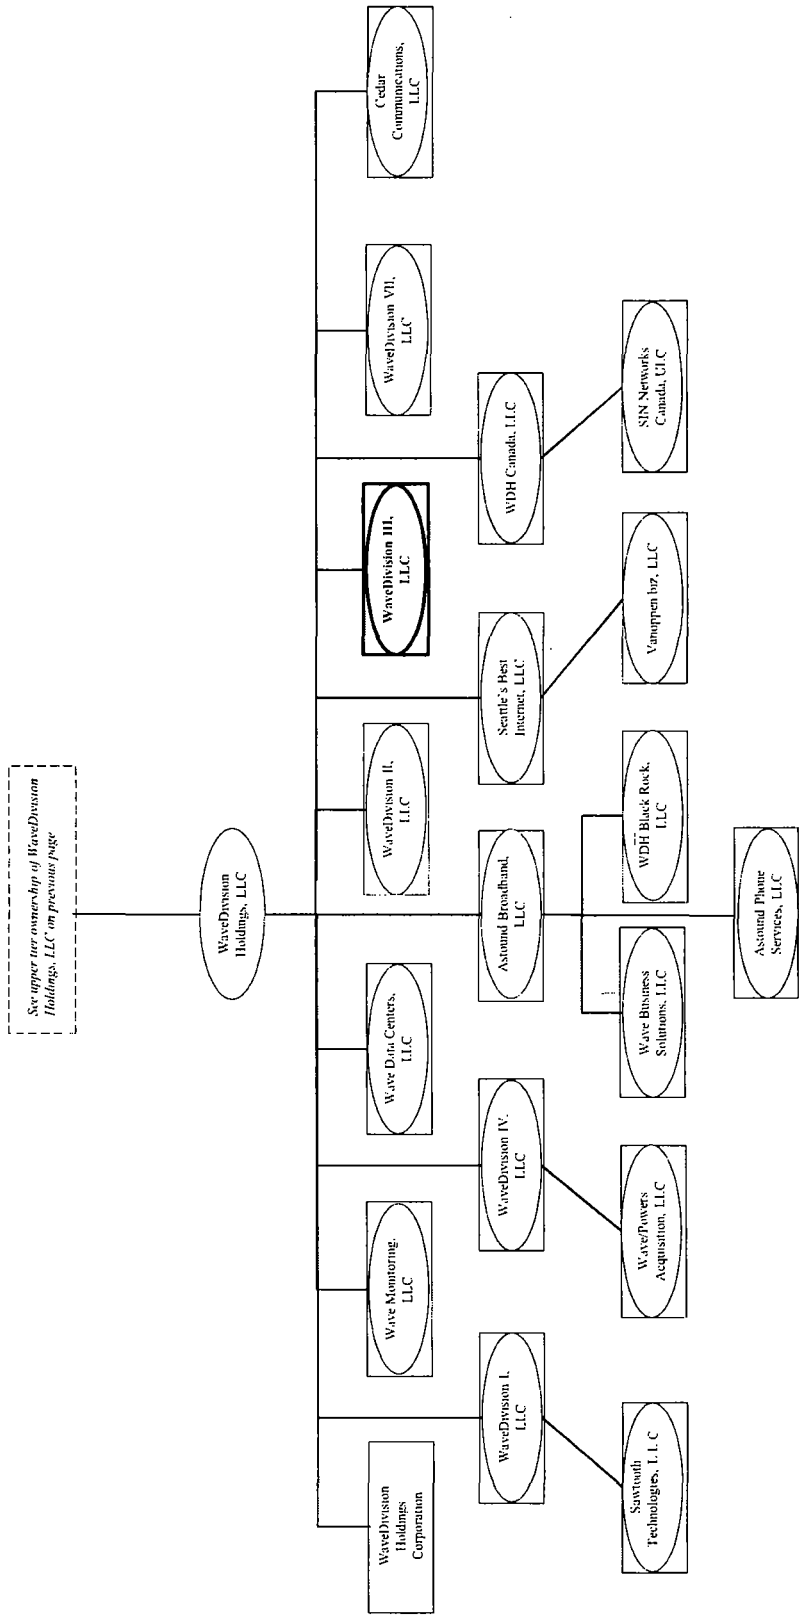 See upper tier ownership of WaveDivision
Holdings, LLC on previous page
WaveDivision
Holdings, LLC
WaveDivision
Holdings
Corporation
Wave Monitoring,
LLC
Wave Data Centers,
LLC
WaveDivision II,
LLC
WaveDivision III,
LLC
WaveDivision VII,
LLC
Cedar
Communications,
LLC
WaveDivision I,
LLC
WaveDivision IV,
LLC
Astound Broadband,
LLC
Seattle's Best
Internet, LLC
WDH Canada, LLC
Sawtooth
Technologies, L L C
Wave/Powers
Acquisition, LLC
Wave Business
Solutions, LLC
WDH Black Rock,
LLC
Vanoppen biz, LLC
SIN Networks
Canada, ULC
Astound Phone
Services, LLC